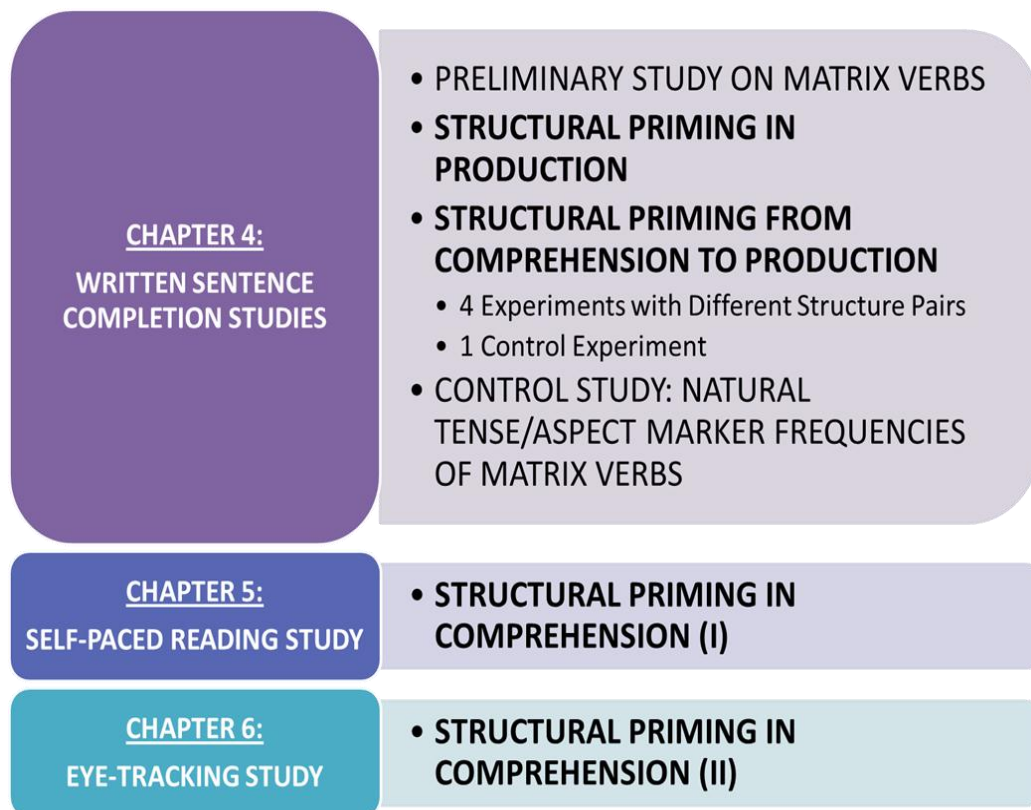 CHAPTER 4:
WRITTEN SENTENCE
COMPLETION STUDIES
• PRELIMINARY STUDY ON MATRIX VERBS
• STRUCTURAL PRIMING IN
PRODUCTION
• STRUCTURAL PRIMING FROM
COMPREHENSION TO PRODUCTION
• 4 Experiments with Different Structure Pairs
• 1 Control Experiment
• CONTROL STUDY: NATURAL
TENSE/ASPECT MARKER FREQUENCIES
OF MATRIX VERBS
CHAPTER 5:
SELF-PACED READING STUDY
• STRUCTURAL PRIMING IN
COMPREHENSION (I)
CHAPTER 6:
EYE-TRACKING STUDY
• STRUCTURAL PRIMING IN
COMPREHENSION (II)